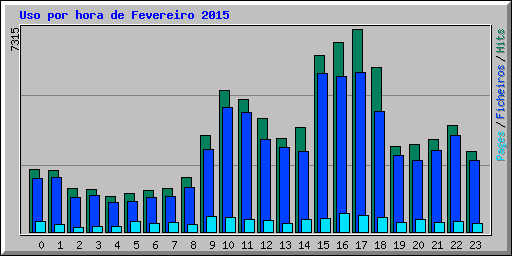 Uso por hora de Fevereiro 2015
7315
Pages / Ficheiros / Hits
0 1 2 3 4 5 6 7 8 9 10 11 12 13 14 15 16 17 18 19 20 21 22 23